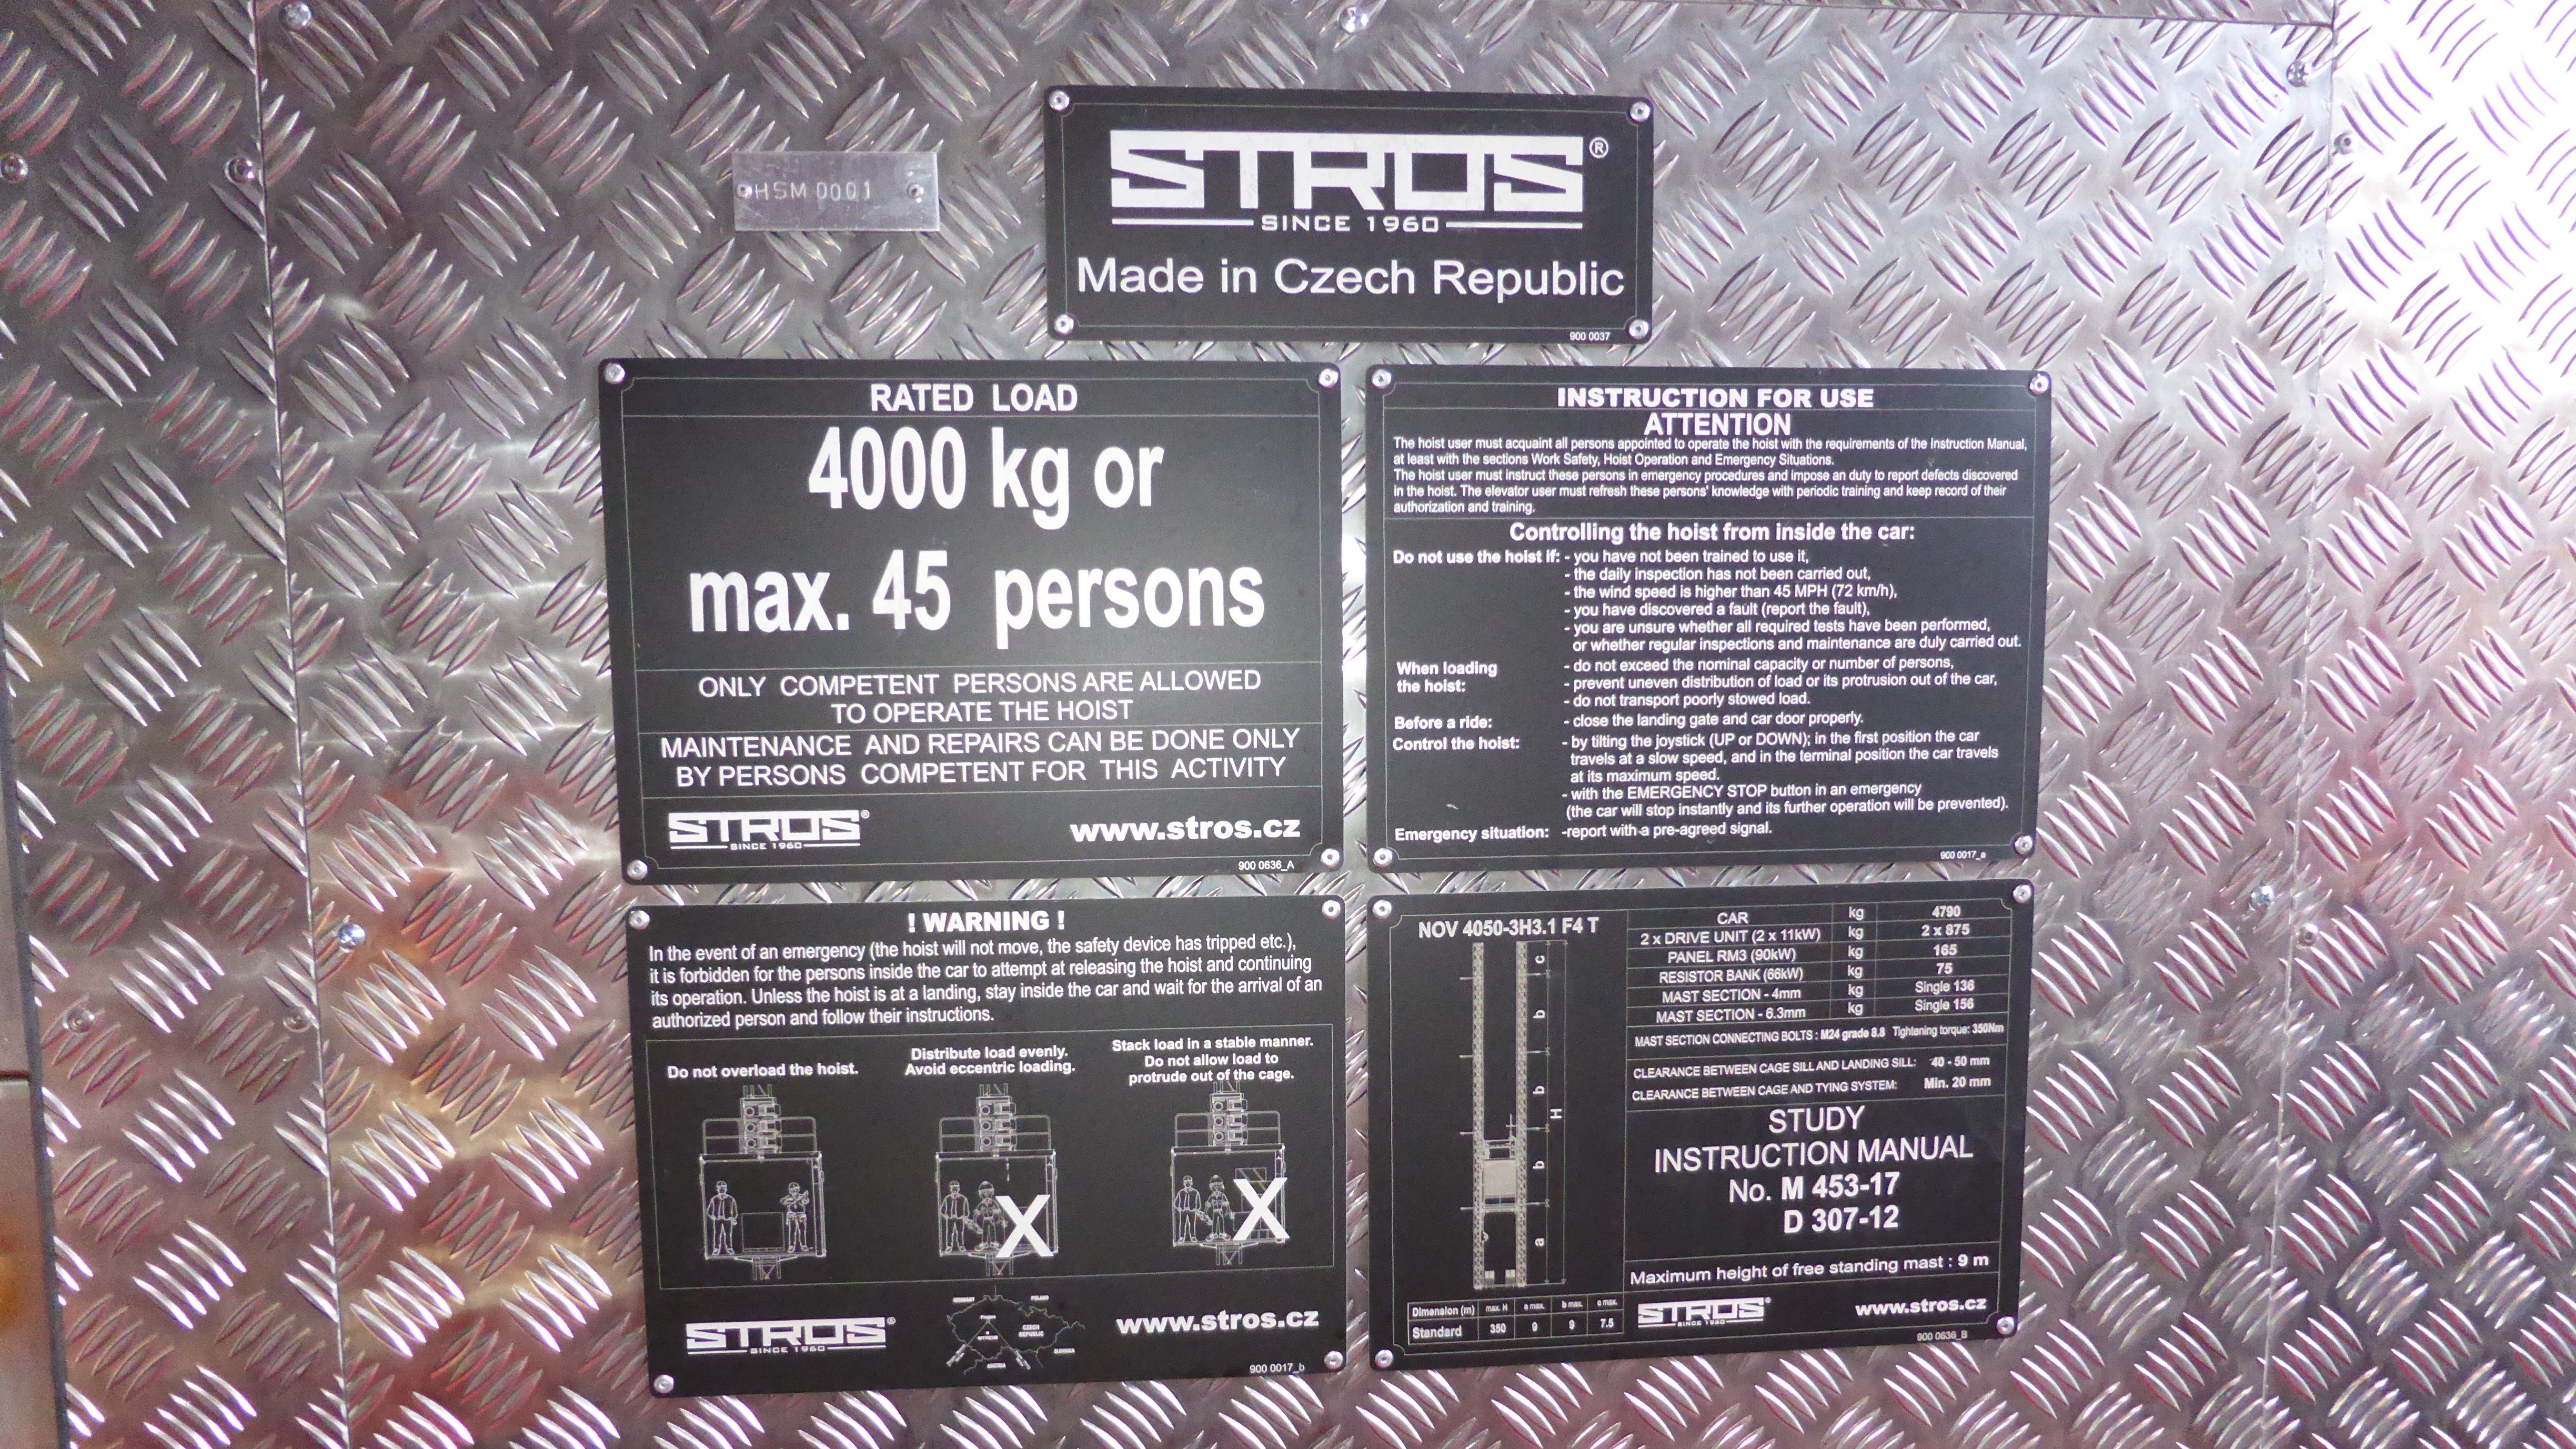 HSM 0001
STROS®
SINCE 1960
Made in Czech Republic
900 0037
RATED LOAD
4000 kg or
max. 45 persons
ONLY COMPETENT PERSONS ARE ALLOWED
TO OPERATE THE HOIST
MAINTENANCE AND REPAIRS CAN BE DONE ONLY
BY PERSONS COMPETENT FOR THIS ACTIVITY
STROS®
SINCE 1960
www.stros.cz
900 0636_A
INSTRUCTION FOR USE
ATTENTION
The hoist user must acquaint all persons appointed to operate the hoist with the requirements of the Instruction Manual,
at least with the sections Work Safety, Hoist Operation and Emergency Situations.
The hoist user must instruct these persons in emergency procedures and impose an duty to report defects discovered
in the hoist. The elevator user must refresh these persons' knowledge with periodic training and keep record of their
authorization and training.
Controlling the hoist from inside the car:
Do not use the hoist if: - you have not been trained to use it,
- the daily inspection has not been carried out,
- the wind speed is higher than 45 MPH (72 km/h),
- you have discovered a fault (report the fault),
- you are unsure whether all required tests have been performed,
or whether regular inspections and maintenance are duly carried out.
When loading
the hoist:
- do not exceed the nominal capacity or number of persons,
- prevent uneven distribution of load or its protrusion out of the car,
- do not transport poorly stowed load.
Before a ride: - close the landing gate and car door properly.
Control the hoist: - by tilting the joystick (UP or DOWN); in the first position the car
travels at a slow speed, and in the terminal position the car travels
at its maximum speed.
- with the EMERGENCY STOP button in an emergency
(the car will stop instantly and its further operation will be prevented).
Emergency situation: -report with a pre-agreed signal.
900 0017_a
! WARNING !
In the event of an emergency (the hoist will not move, the safety device has tripped etc.),
it is forbidden for the persons inside the car to attempt at releasing the hoist and continuing
its operation. Unless the hoist is at a landing, stay inside the car and wait for the arrival of an
authorized person and follow their instructions.
Do not overload the hoist.
Distribute load evenly.
Avoid eccentric loading.
Stack load in a stable manner.
Do not allow load to
protrude out of the cage.
X
X
STROS®
SINCE 1960
GERMANY
POLAND
CZECH
REPUBLIC
AUSTRIA
SLOVAKIA
www.stros.cz
900 0017_b
NOV 4050-3H3.1 F4 T
c
b
b
H
b
a
Dimension (m) max. H a max. b max. c max.
Standard 350 9 9 7.5
CAR kg 4790
2 x DRIVE UNIT (2 x 11kW) kg 2 x 875
PANEL RM3 (90kW) kg 165
RESISTOR BANK (66kW) kg 75
MAST SECTION - 4mm kg Single 136
MAST SECTION - 6.3mm kg Single 156
MAST SECTION CONNECTING BOLTS : M24 grade 8.8 Tightening torque: 350Nm
CLEARANCE BETWEEN CAGE SILL AND LANDING SILL: 40 - 50 mm
CLEARANCE BETWEEN CAGE AND TYING SYSTEM: Min. 20 mm
STUDY
INSTRUCTION MANUAL
No. M 453-17
D 307-12
Maximum height of free standing mast : 9 m
STROS®
SINCE 1960
www.stros.cz
900 0636_B